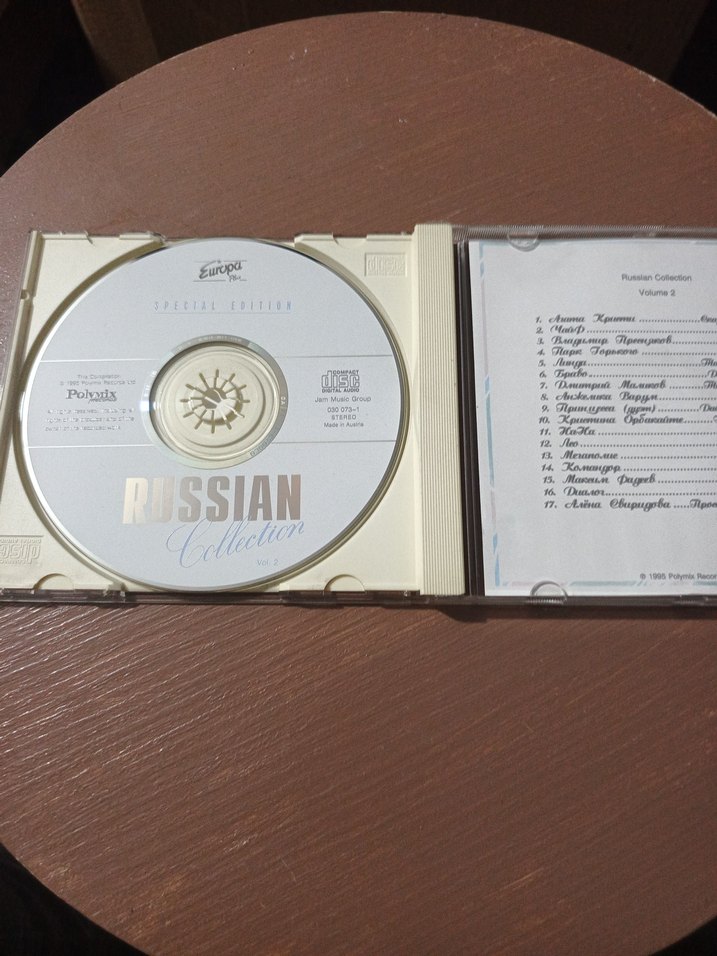 Europa
Plus
SPECIAL EDITION
This Compilation
℗ 1995 Polymix Records Ltd.
Polymix
RECORDS
COMPACT
disc
DIGITAL AUDIO
Jam Music Group
030 073-1
STEREO
Made in Austria
RUSSIAN
Collection
Vol. 2
Russian Collection
Volume 2
1. Агата Кристи
2. Чайф
3. Владимир Пресняков
4. Парк Горького
5. Линда
6. Браво
7. Дмитрий Маликов
8. Анжелика Варум
9. Принцесса (дуэт)
10. Кристина Орбакайте
11. НаНа
12. Лео
13. Мегаполис
14. Командор
15. Максим Фадеев
16. Диалог
17. Алёна Свиридова
℗ 1995 Polymix Reco